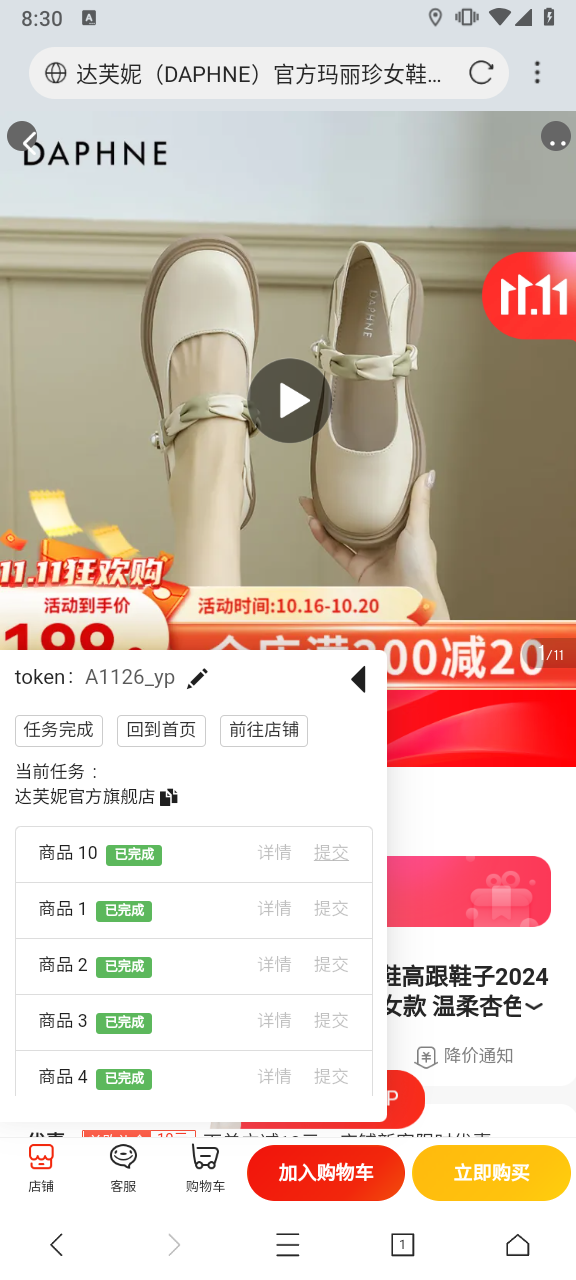 8:30
A
达芙妮（DAPHNE）官方玛丽珍女鞋...
DAPHNE
11.11
DAPHNE
11.11狂欢购
活动到手价
活动时间:10.16-10.20
199
全店满200减20
1/11
token： A1126_yp
任务完成 回到首页 前往店铺
当前任务 :
达芙妮官方旗舰店
商品 10 已完成 详情 提交
商品 1 已完成 详情 提交
商品 2 已完成 详情 提交
商品 3 已完成 详情 提交
商品 4 已完成 详情 提交
鞋高跟鞋子2024
女款 温柔杏色
降价通知
P
店铺 客服 购物车 加入购物车 立即购买
1